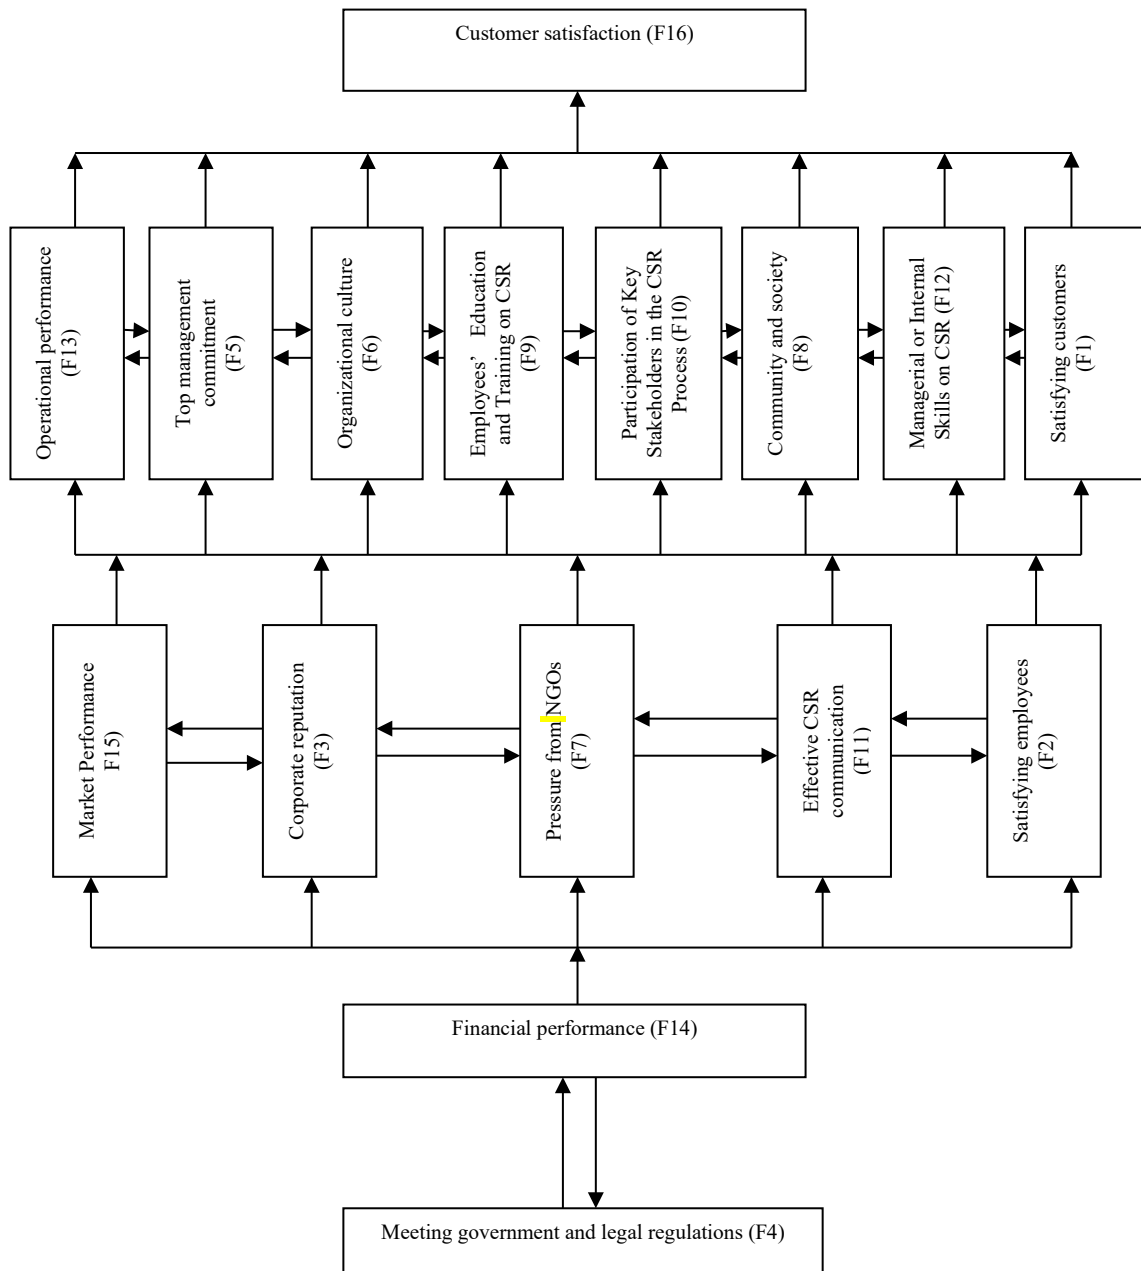 Customer satisfaction (F16)
Operational performance
(F13)
Top management
commitment
(F5)
Organizational culture
(F6)
Employees’ Education
and Training on CSR
(F9)
Participation of Key
Stakeholders in the CSR
Process (F10)
Community and society
(F8)
Managerial or Internal
Skills on CSR (F12)
Satisfying customers
(F1)
Market Performance
F15)
Corporate reputation
(F3)
Pressure from NGOs
(F7)
Effective CSR
communication
(F11)
Satisfying employees
(F2)
Financial performance (F14)
Meeting government and legal regulations (F4)